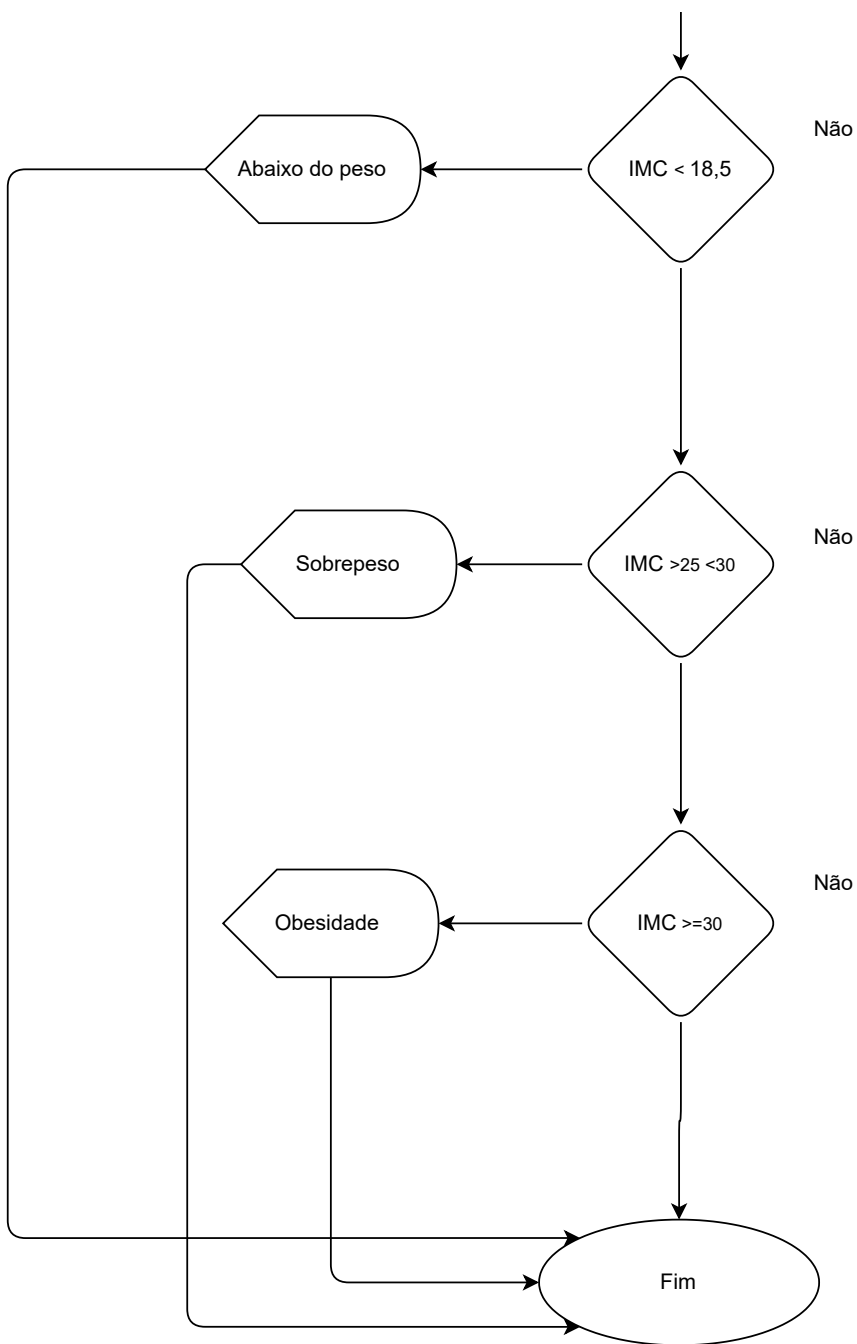 Não
Abaixo do peso
IMC < 18,5
Não
Sobrepeso
IMC >25 <30
Não
Obesidade
IMC >=30
Fim